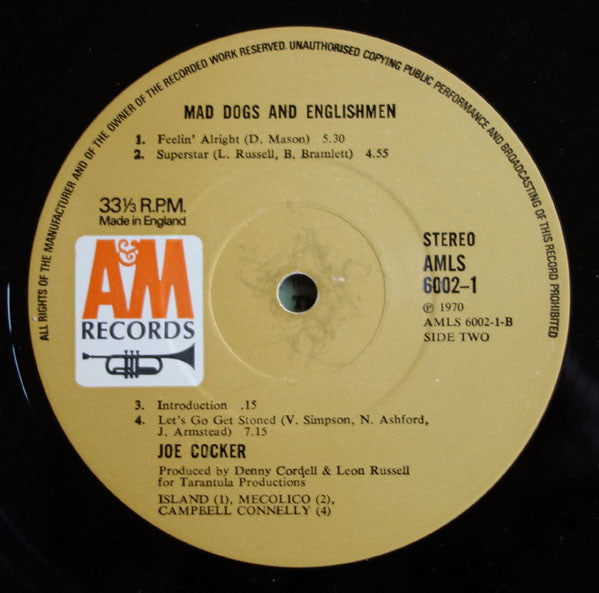 ALL RIGHTS OF THE MANUFACTURER AND OF THE OWNER OF THE RECORDED WORK RESERVED. UNAUTHORISED COPYING PUBLIC PERFORMANCE AND BROADCASTING OF THIS RECORD PROHIBITED
MAD DOGS AND ENGLISHMEN
1. Feelin' Alright (D. Mason) 5.30
2. Superstar (L. Russell, B. Bramlett) 4.55
33⅓ R.P.M.
Made in England
A&M
RECORDS
STEREO
AMLS
6002-1
℗ 1970
AMLS 6002-1-B
SIDE TWO
3. Introduction .15
4. Let's Go Get Stoned (V. Simpson, N. Ashford,
J. Armstead) 7.15
JOE COCKER
Produced by Denny Cordell & Leon Russell
for Tarantula Productions
ISLAND (1), MECOLICO (2),
CAMPBELL CONNELLY (4)